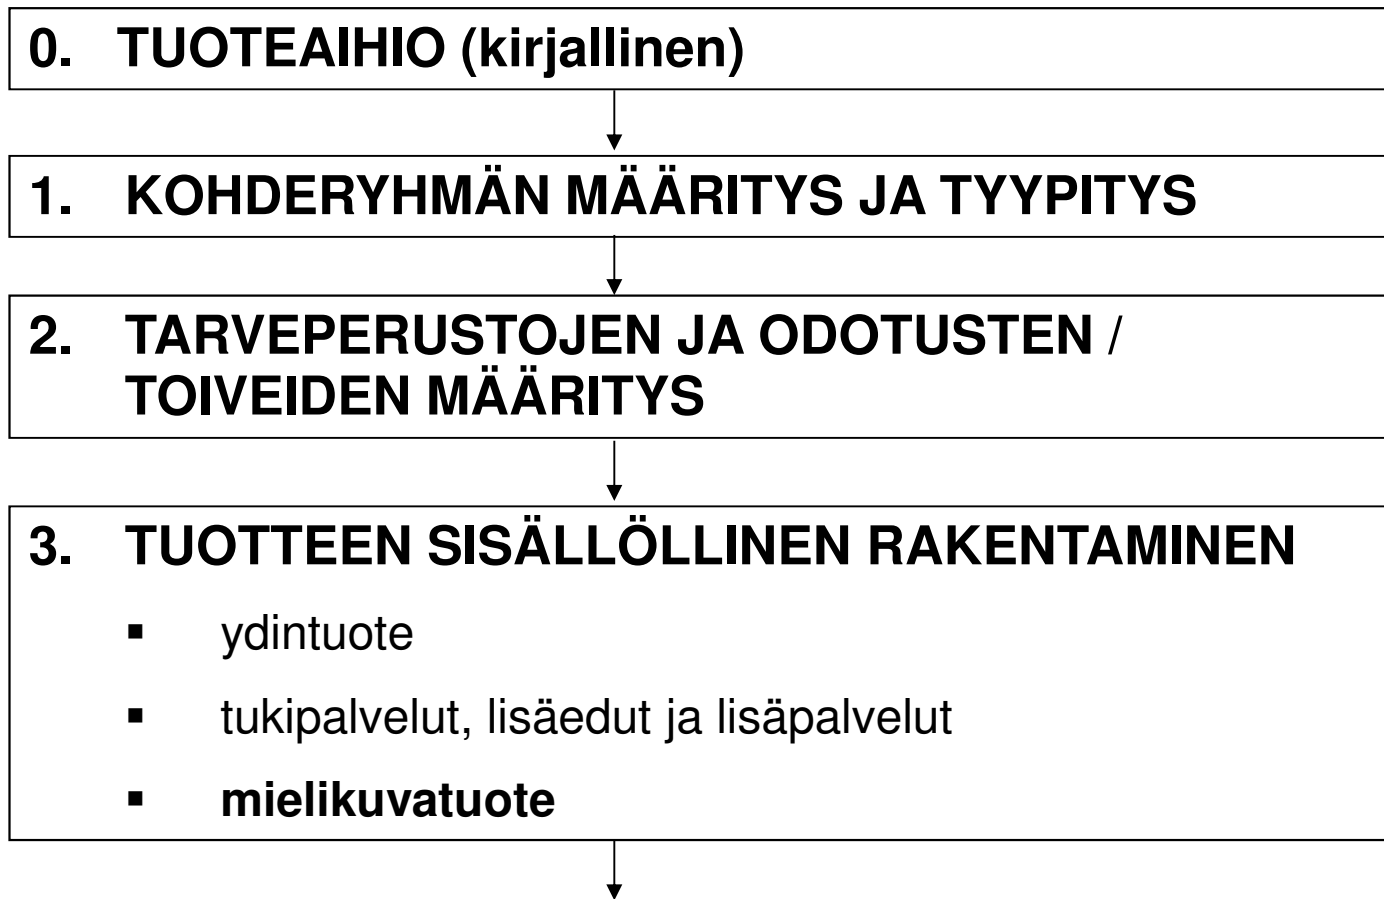 0. TUOTEAIHIO (kirjallinen)
1. KOHDERYHMÄN MÄÄRITYS JA TYYPITYS
2. TARVEPERUSTOJEN JA ODOTUSTEN /
TOIVEIDEN MÄÄRITYS
3. TUOTTEEN SISÄLLÖLLINEN RAKENTAMINEN
▪ ydintuote
▪ tukipalvelut, lisäedut ja lisäpalvelut
▪ mielikuvatuote